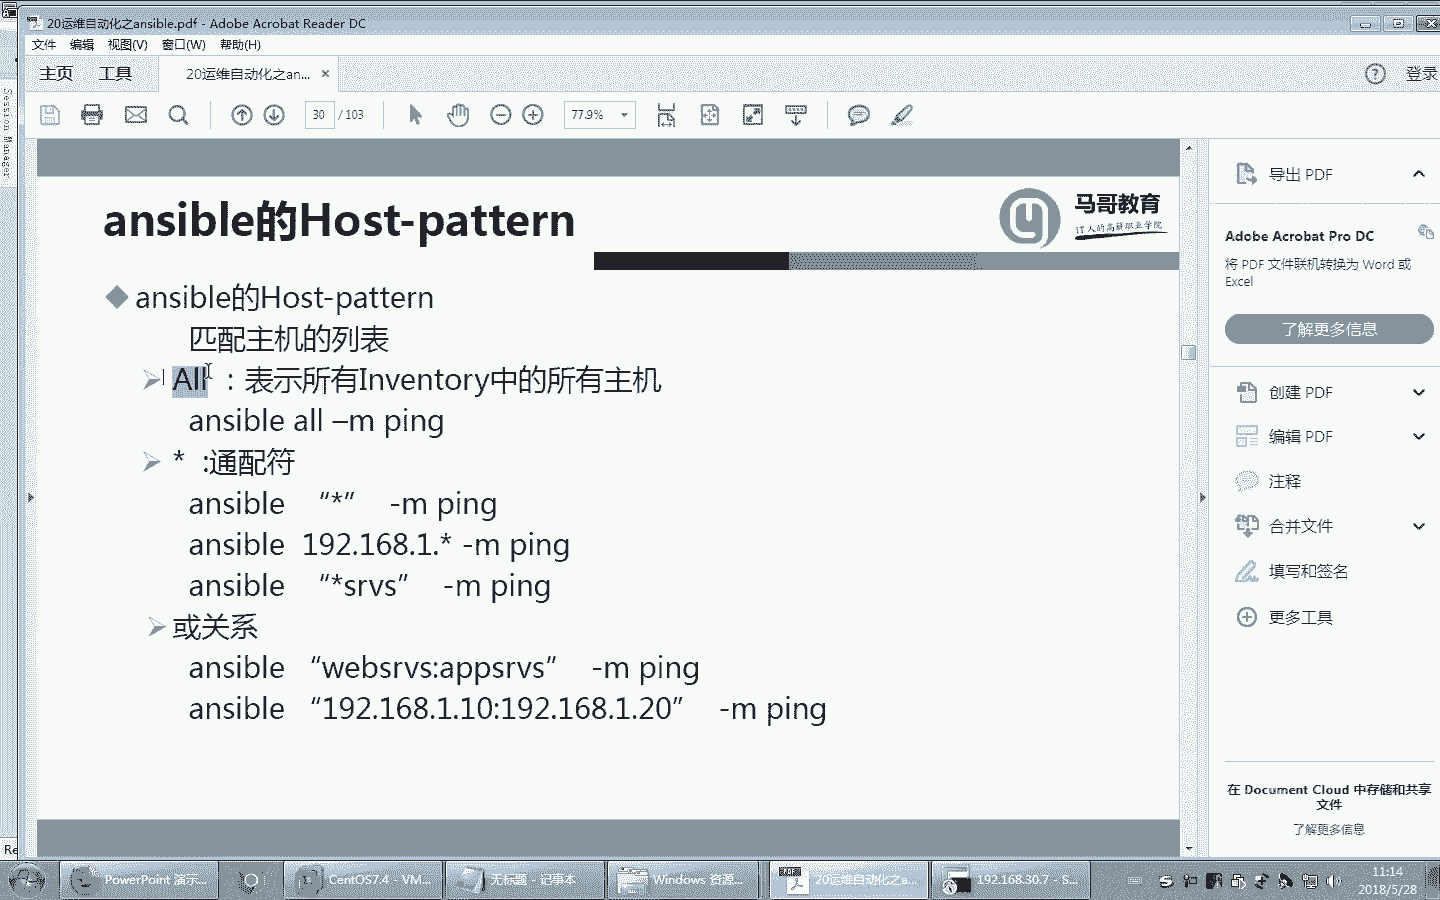 20运维自动化之ansible.pdf - Adobe Acrobat Reader DC
文件 编辑 视图(V) 窗口(W) 帮助(H)
主页 工具 20运维自动化之an... × ? 登录
30 / 103 77.9%
Session Manager
ansible的Host-pattern
马哥教育
IT人的高薪职业学院
ansible的Host-pattern
匹配主机的列表
All ：表示所有Inventory中的所有主机
ansible all –m ping
* :通配符
ansible “*” -m ping
ansible 192.168.1.* -m ping
ansible “*srvs” -m ping
或关系
ansible “websrvs:appsrvs” -m ping
ansible “192.168.1.10:192.168.1.20” -m ping
导出 PDF
Adobe Acrobat Pro DC
将 PDF 文件联机转换为 Word 或
Excel
了解更多信息
创建 PDF
编辑 PDF
注释
合并文件
填写和签名
更多工具
在 Document Cloud 中存储和共享
文件
了解更多信息
Re
PowerPoint 演示... CentOS7.4 - VM... 无标题 - 记事本 Windows 资源... 20运维自动化之a... 192.168.30.7 - S...
11:14
2018/5/28